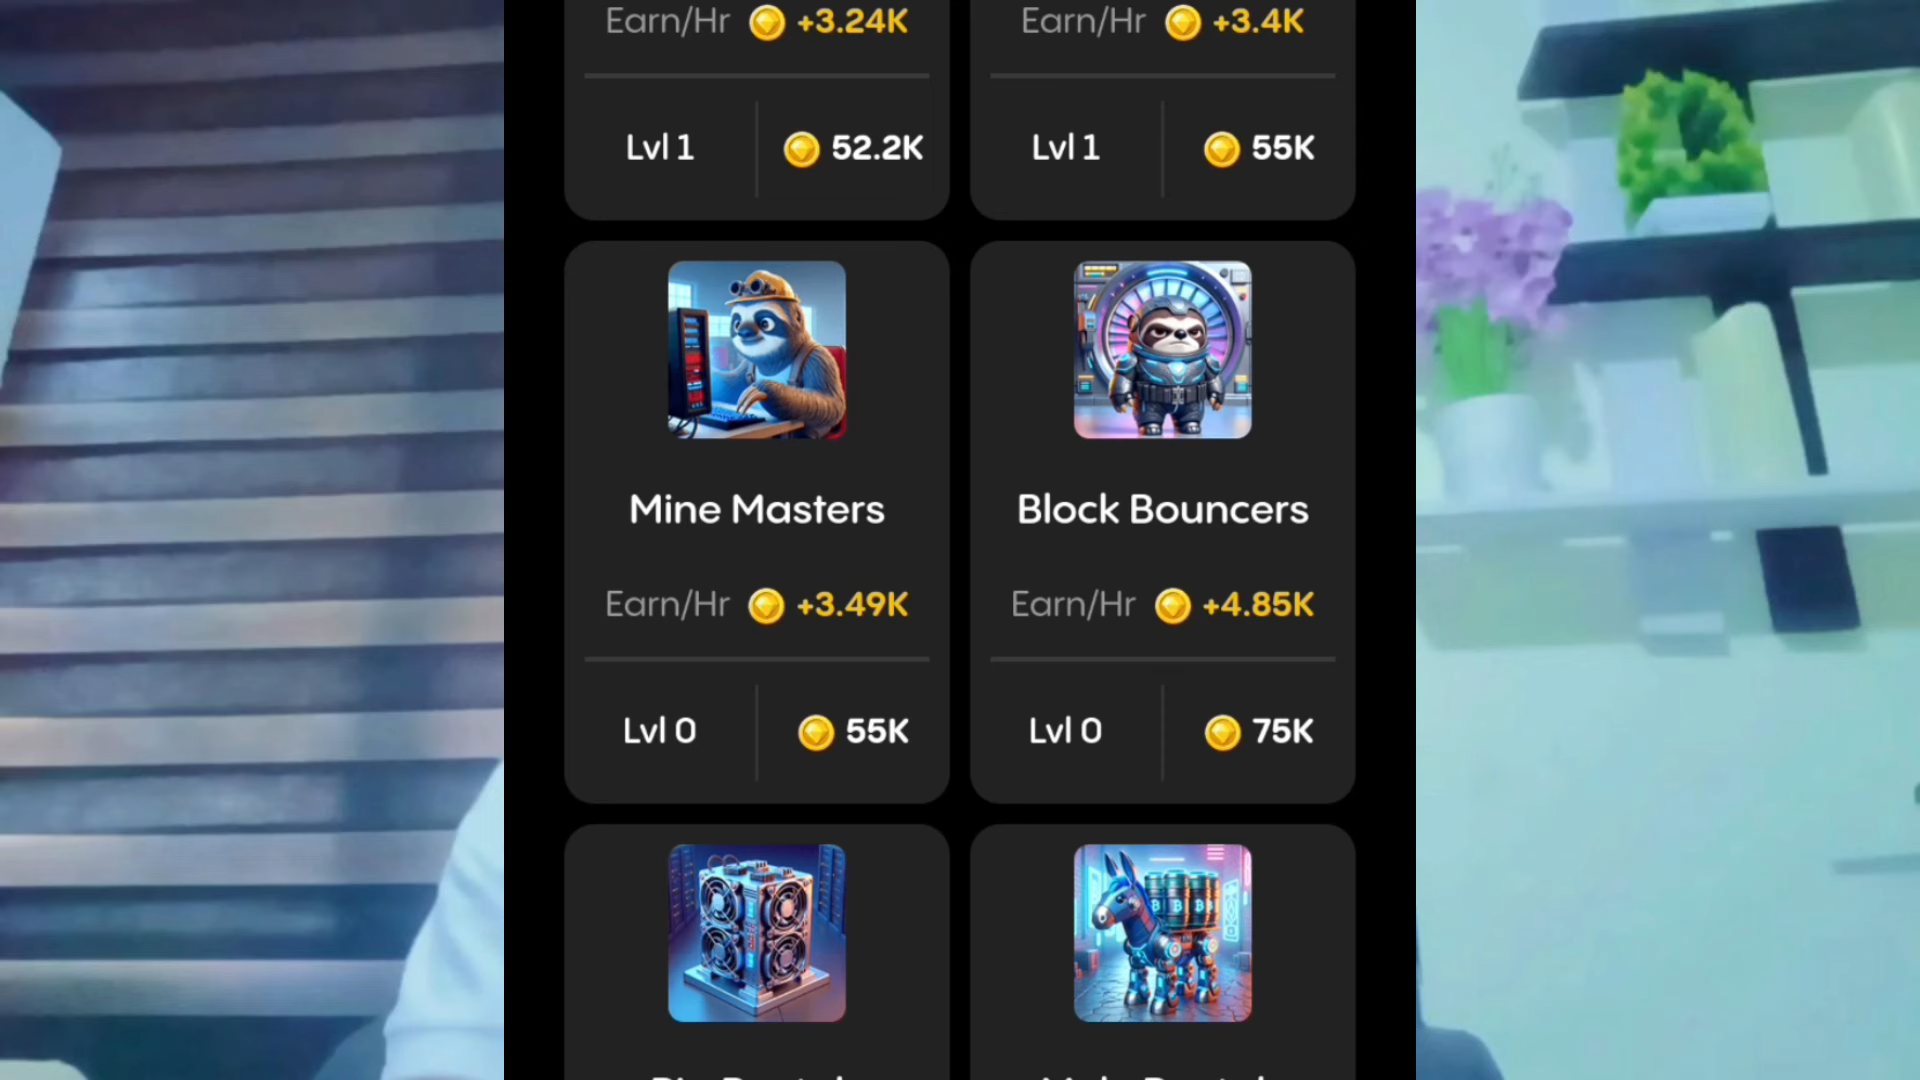 Earn/Hr +3.24K
Earn/Hr +3.4K
Lvl 1 52.2K
Lvl 1 55K
Mine Masters
Earn/Hr +3.49K
Lvl 0 55K
Block Bouncers
Earn/Hr +4.85K
Lvl 0 75K